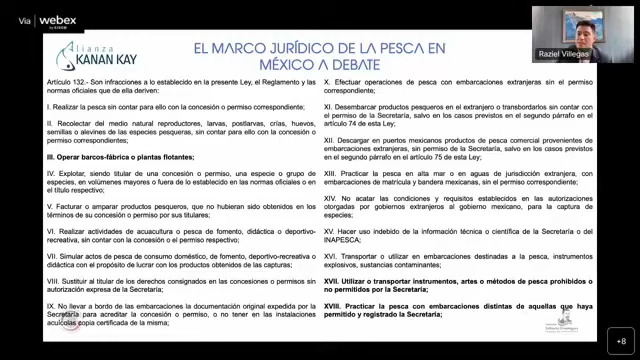 Via
webex
by CISCO
Raziel Villegas
Alianza
KANAN KAY
EL MARCO JURÍDICO DE LA PESCA EN
MÉXICO A DEBATE
Artículo 132.- Son infracciones a lo establecido en la presente Ley, el Reglamento y las
normas oficiales que de ella deriven:
I. Realizar la pesca sin contar para ello con la concesión o permiso correspondiente;
II. Recolectar del medio natural reproductores, larvas, postlarvas, crías, huevos,
semillas o alevines de las especies pesqueras, sin contar para ello con la concesión o
permiso correspondientes;
III. Operar barcos-fábrica o plantas flotantes;
IV. Explotar, siendo titular de una concesión o permiso, una especie o grupo de
especies, en volúmenes mayores o fuera de lo establecido en las normas oficiales o en
el título respectivo;
V. Facturar o amparar productos pesqueros, que no hubieran sido obtenidos en los
términos de su concesión o permiso por sus titulares;
VI. Realizar actividades de acuacultura o pesca de fomento, didáctica o deportivo-
recreativa, sin contar con la concesión o el permiso respectivo;
VII. Simular actos de pesca de consumo doméstico, de fomento, deportivo-recreativa o
didáctica con el propósito de lucrar con los productos obtenidos de las capturas;
VIII. Sustituir al titular de los derechos consignados en las concesiones o permisos sin
autorización expresa de la Secretaría;
IX. No llevar a bordo de las embarcaciones la documentación original expedida por la
Secretaría para acreditar la concesión o permiso, o no tener en las instalaciones
acuícolas copia certificada de la misma;
X. Efectuar operaciones de pesca con embarcaciones extranjeras sin el permiso
correspondiente;
XI. Desembarcar productos pesqueros en el extranjero o transbordarlos sin contar con
el permiso de la Secretaría, salvo en los casos previstos en el segundo párrafo del
artículo 74 de esta Ley;
XII. Descargar en puertos mexicanos productos de pesca comercial provenientes de
embarcaciones extranjeras, sin permiso de la Secretaría, salvo en los casos previstos
en el segundo párrafo en el artículo 75 de esta Ley;
XIII. Practicar la pesca en alta mar o en aguas de jurisdicción extranjera, con
embarcaciones de matrícula y bandera mexicanas, sin el permiso correspondiente;
XIV. No acatar las condiciones y requisitos establecidos en las autorizaciones
otorgadas por gobiernos extranjeros al gobierno mexicano, para la captura de
especies;
XV. Hacer uso indebido de la información técnica o científica de la Secretaría o del
INAPESCA;
XVI. Transportar o utilizar en embarcaciones destinadas a la pesca, instrumentos
explosivos, sustancias contaminantes;
XVII. Utilizar o transportar instrumentos, artes o métodos de pesca prohibidos o
no permitidos por la Secretaría;
XVIII. Practicar la pesca con embarcaciones distintas de aquellas que haya
permitido y registrado la Secretaría;
+8